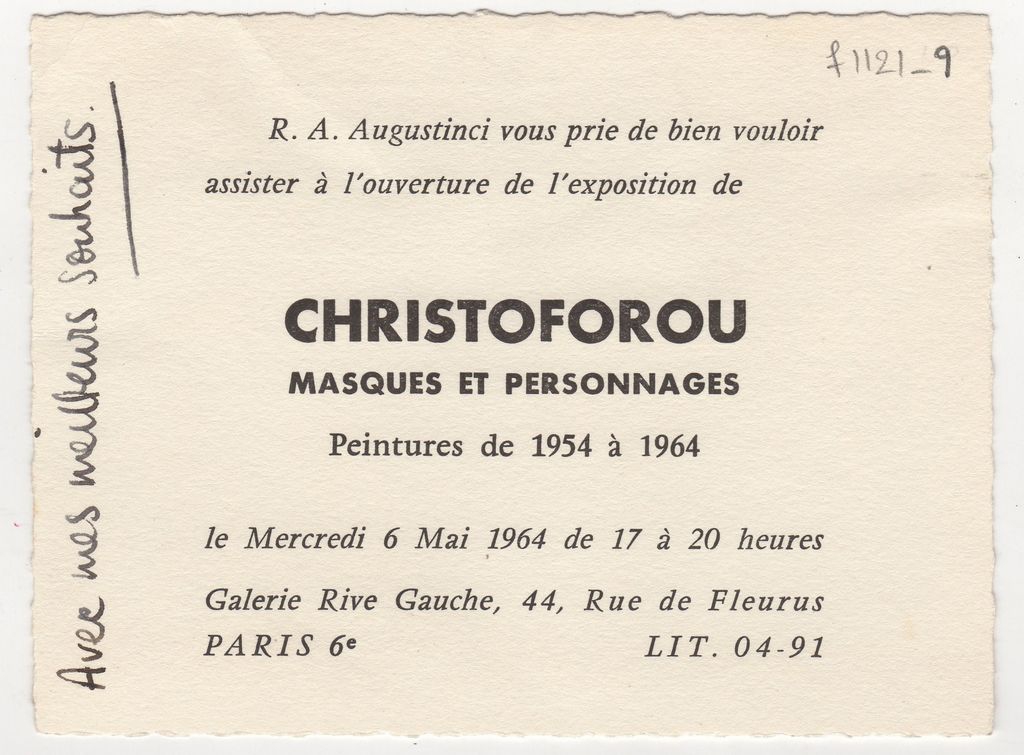 f1121_9
R. A. Augustinci vous prie de bien vouloir
assister à l'ouverture de l'exposition de
CHRISTOFOROU
MASQUES ET PERSONNAGES
Peintures de 1954 à 1964
le Mercredi 6 Mai 1964 de 17 à 20 heures
Galerie Rive Gauche, 44, Rue de Fleurus
PARIS 6e LIT. 04-91
Avec mes meilleurs souhaits.